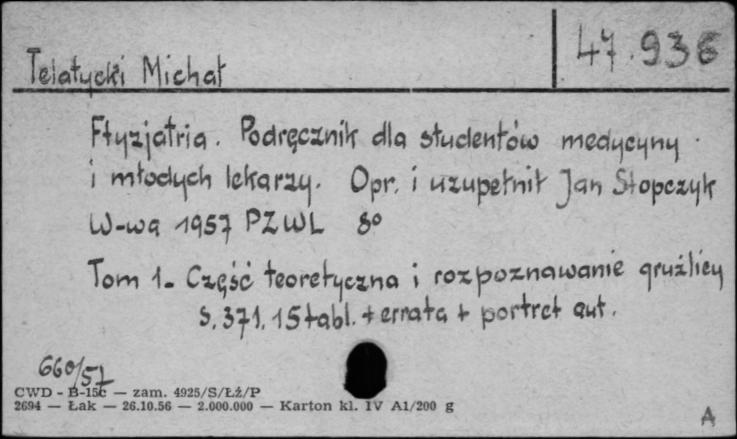 47.936
Telatycki Michał
Ftyzjatria. Podręcznik dla studentów medycyny
i młodych lekarzy. Opr. i uzupełnił Jan Stopczyk
W-wa 1957 PZWL 8°
Tom 1. Część teoretyczna i rozpoznawanie gruźlicy
s. 371. 15 tabl. + errata + portret aut.
660/57
CWD - B-15c — zam. 4925/S/Łź/P
2694 — Łak — 26.10.56 — 2.000.000 — Karton kl. IV A1/200 g
A